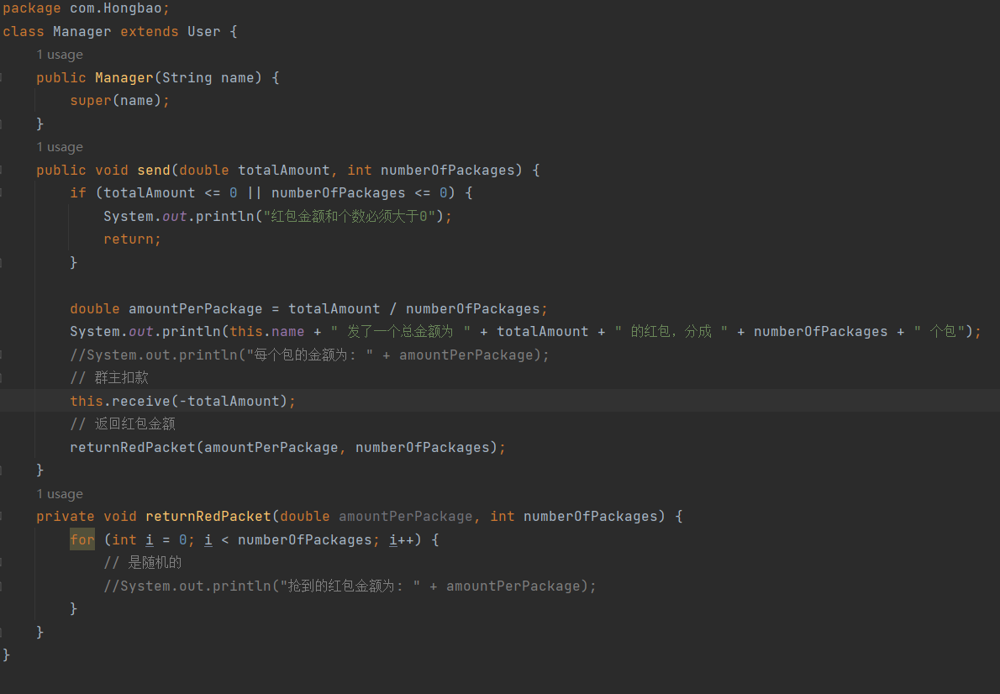 package com.Hongbao;
class Manager extends User {
1 usage
public Manager(String name) {
super(name);
}
1 usage
public void send(double totalAmount, int numberOfPackages) {
if (totalAmount <= 0 || numberOfPackages <= 0) {
System.out.println("红包金额和个数必须大于0");
return;
}
double amountPerPackage = totalAmount / numberOfPackages;
System.out.println(this.name + " 发了一个总金额为 " + totalAmount + " 的红包，分成 " + numberOfPackages + " 个包");
//System.out.println("每个包的金额为: " + amountPerPackage);
// 群主扣款
this.receive(-totalAmount);
// 返回红包金额
returnRedPacket(amountPerPackage, numberOfPackages);
}
1 usage
private void returnRedPacket(double amountPerPackage, int numberOfPackages) {
for (int i = 0; i < numberOfPackages; i++) {
// 是随机的
//System.out.println("抢到的红包金额为: " + amountPerPackage);
}
}
}